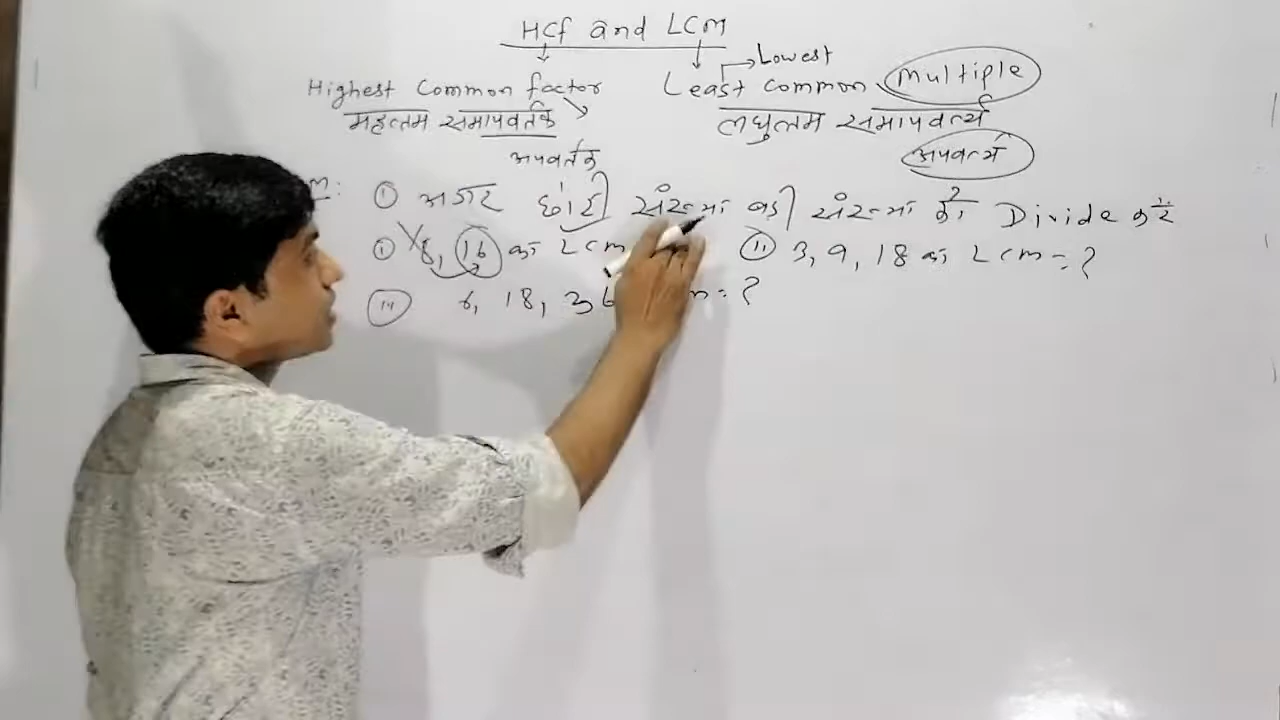 HCf and LCM
Highest Common factor
महत्तम समापवर्तक
अपवर्तक
Lowest
Least common Multiple
लघुत्तम समापवर्त्य
अपवर्त्य
m: ① अगर छोटी संख्या बड़ी संख्या को Divide करे
① 8, 16 का LCM
⑪ 3, 9, 18 का LCM = ?
6, 18, 36 m = ?